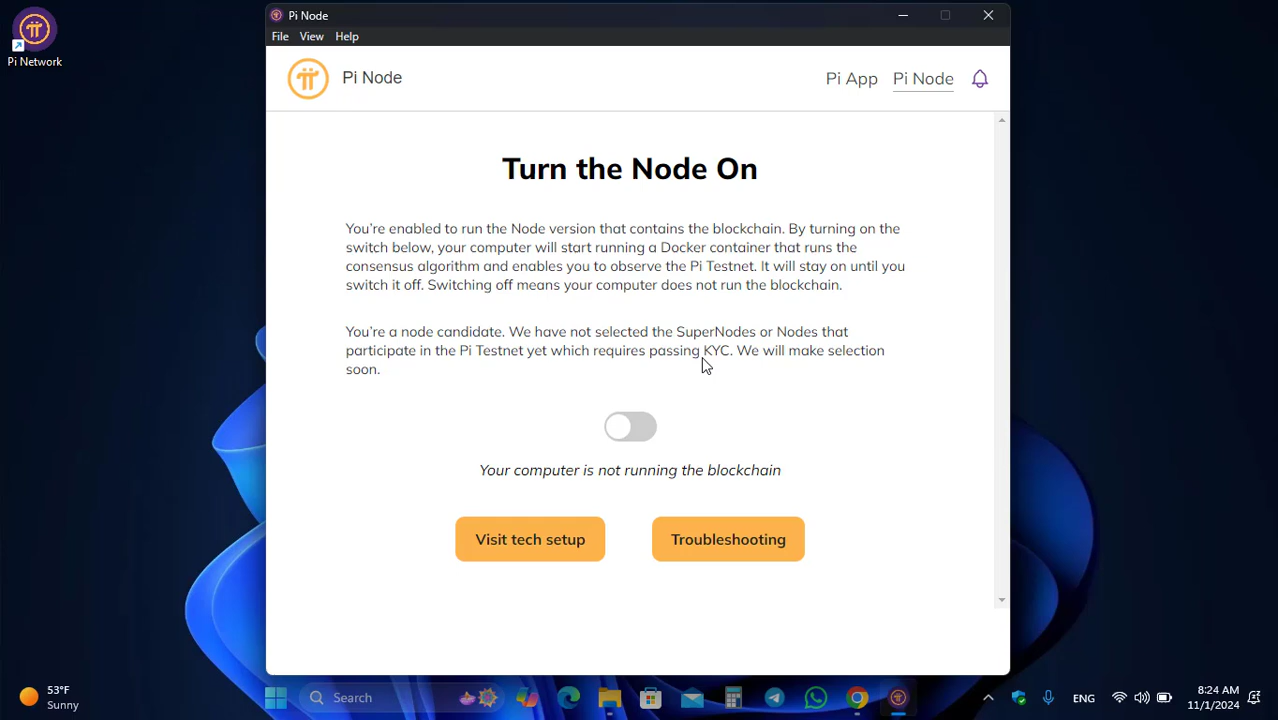 Pi Network
Pi Node
File View Help
Pi Node
Pi App Pi Node
Turn the Node On
You're enabled to run the Node version that contains the blockchain. By turning on the
switch below, your computer will start running a Docker container that runs the
consensus algorithm and enables you to observe the Pi Testnet. It will stay on until you
switch it off. Switching off means your computer does not run the blockchain.
You're a node candidate. We have not selected the SuperNodes or Nodes that
participate in the Pi Testnet yet which requires passing KYC. We will make selection
soon.
Your computer is not running the blockchain
Visit tech setup
Troubleshooting
53°F
Sunny
Search
ENG
8:24 AM
11/1/2024